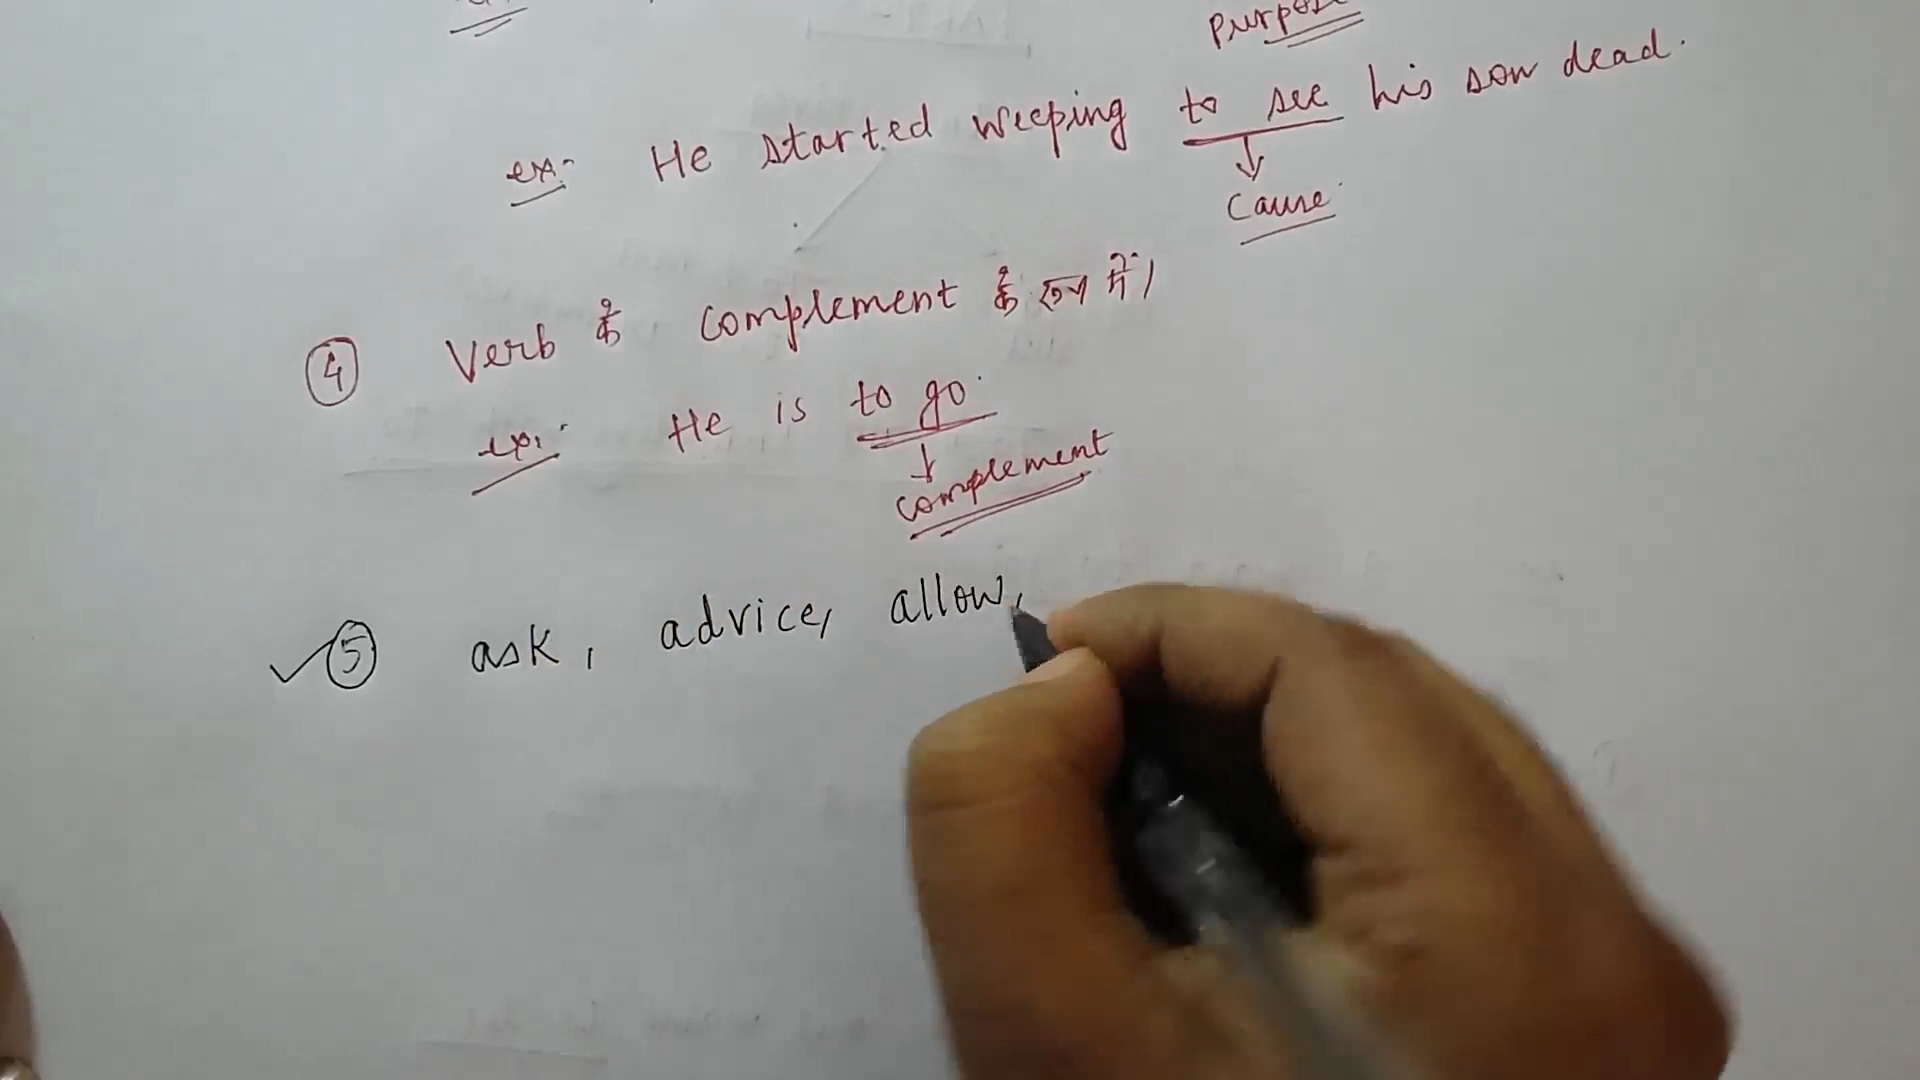 Purpose
ex:- He started weeping to see his son dead.
Cause
④ Verb के complement के रूप में।
ex:- He is to go.
complement
⑤ ask, advice, allow,